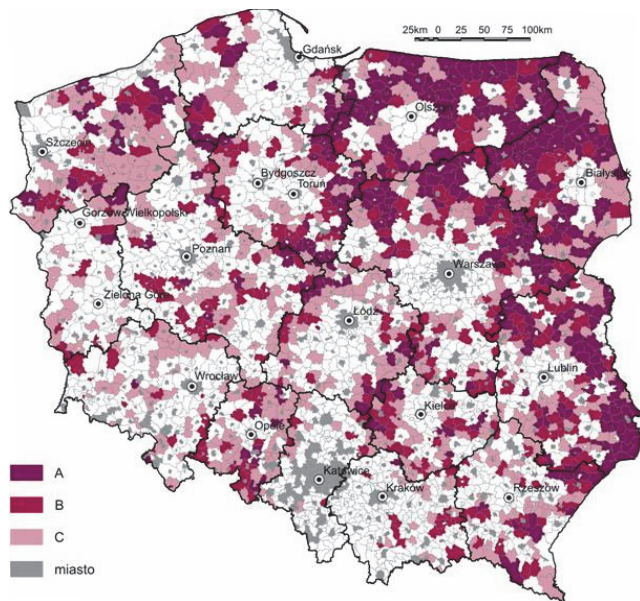 25km 0 25 50 75 100km
Gdańsk
Olsztyn
Szczecin
Białystok
Bydgoszcz
Toruń
Gorzów Wielkopolski
Poznań
Warszawa
Zielona Góra
Łódź
Wrocław
Lublin
Kielce
Opole
Katowice
Kraków
Rzeszów
A
B
C
miasto